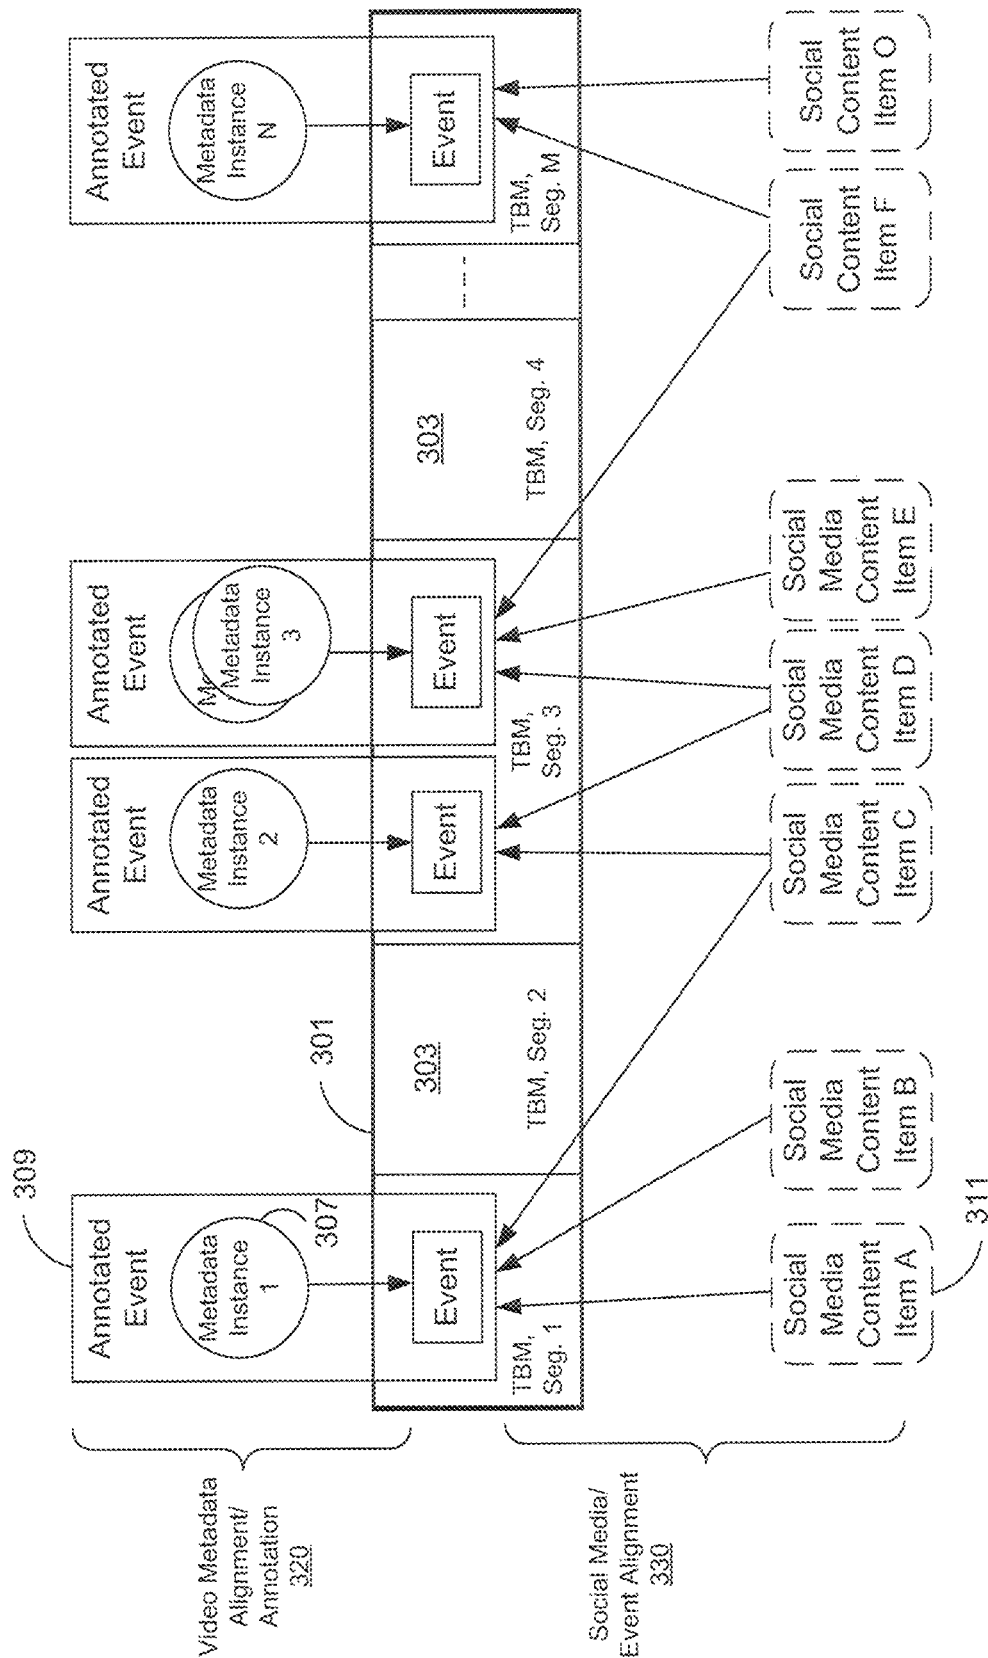 309
Annotated
Event
Metadata
Instance
1
307
301
Annotated
Event
Metadata
Instance
2
Annotated
Event
Me
Metadata
Instance
3
Annotated
Event
Metadata
Instance
N
Video Metadata
Alignment/
Annotation
320
Event
TBM,
Seg. 1
303
TBM, Seg. 2
Event
Event
TBM,
Seg. 3
303
TBM, Seg. 4
Event
TBM,
Seg. M
Social Media/
Event Alignment
330
Social
Media
Content
Item A
311
Social
Media
Content
Item B
Social
Media
Content
Item C
Social
Media
Content
Item D
Social
Media
Content
Item E
Social
Content
Item F
Social
Content
Item O